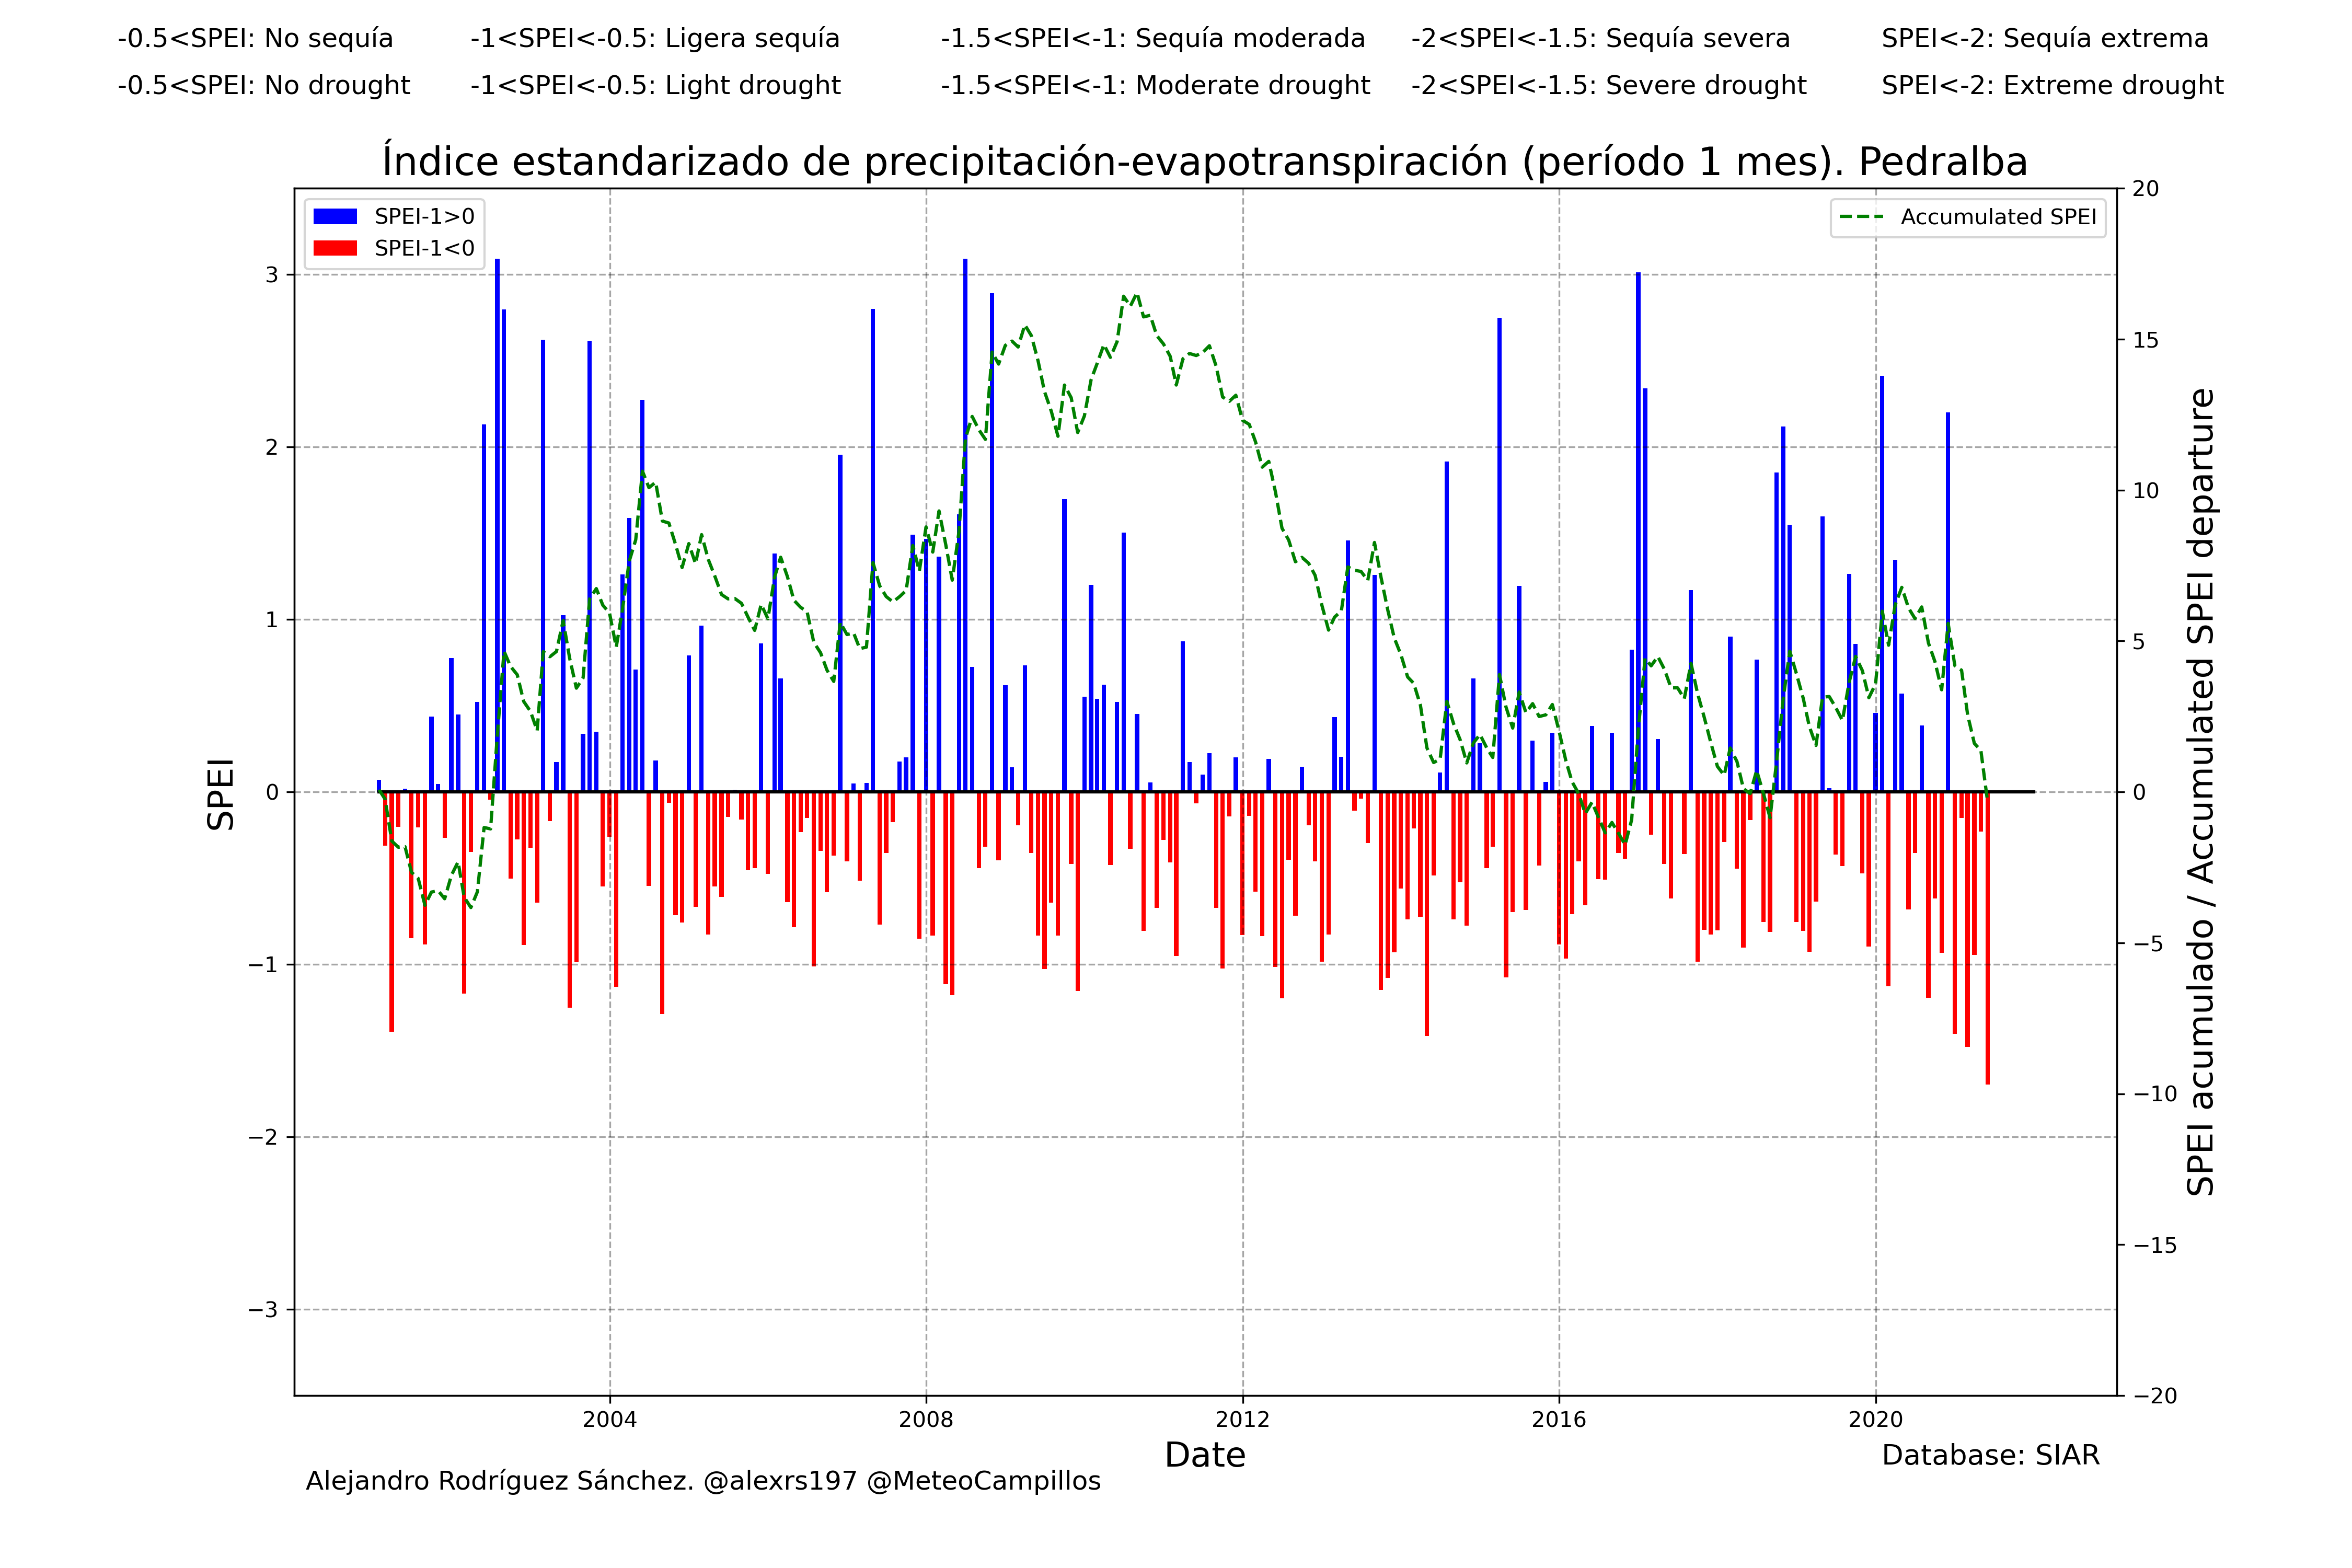 -0.5<SPEI: No sequía
-1<SPEI<-0.5: Ligera sequía
-1.5<SPEI<-1: Sequía moderada
-2<SPEI<-1.5: Sequía severa
SPEI<-2: Sequía extrema
-0.5<SPEI: No drought
-1<SPEI<-0.5: Light drought
-1.5<SPEI<-1: Moderate drought
-2<SPEI<-1.5: Severe drought
SPEI<-2: Extreme drought
Índice estandarizado de precipitación-evapotranspiración (período 1 mes). Pedralba
SPEI-1>0
SPEI-1<0
Accumulated SPEI
SPEI
3
2
1
0
−1
−2
−3
20
15
10
5
0
−5
−10
−15
−20
SPEI acumulado / Accumulated SPEI departure
2004
2008
2012
2016
2020
Date
Database: SIAR
Alejandro Rodríguez Sánchez. @alexrs197 @MeteoCampillos